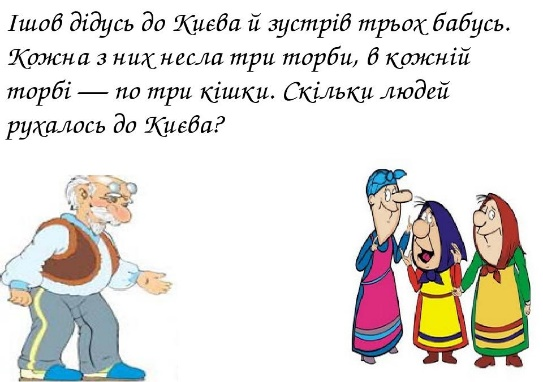 Ішов дідусь до Києва й зустрів трьох бабусь.
Кожна з них несла три торби, в кожній
торбі — по три кішки. Скільки людей
рухалось до Києва?